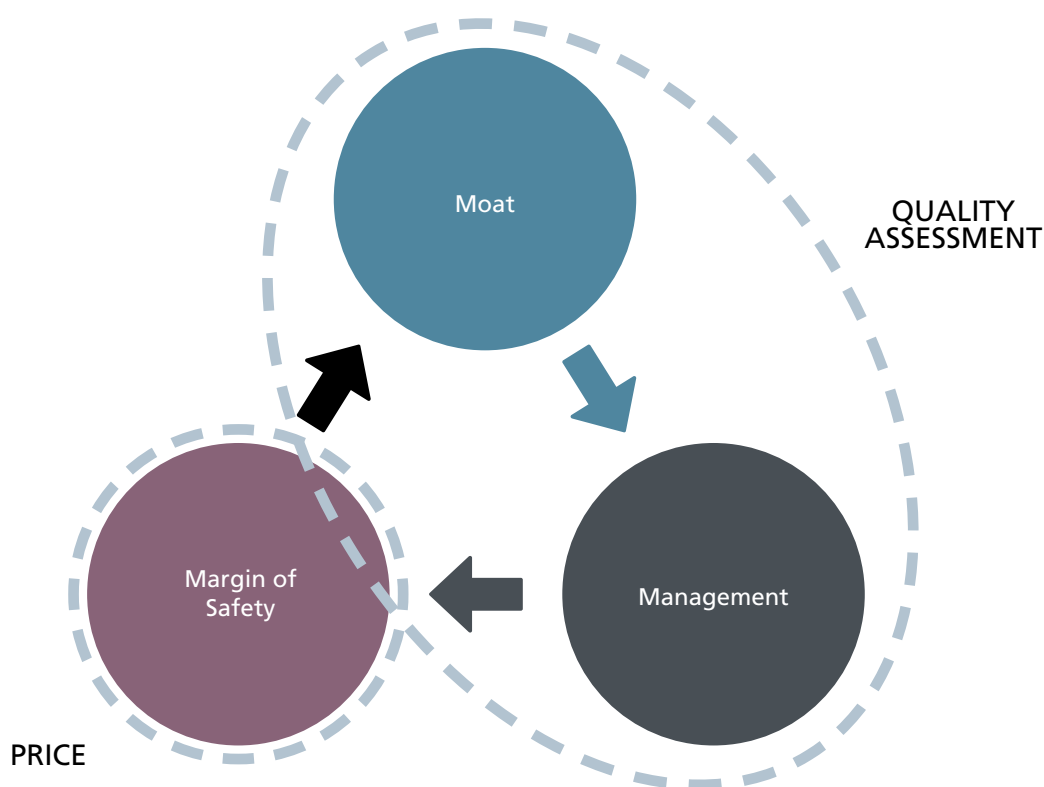 Moat
QUALITY
ASSESSMENT
Margin of
Safety
Management
PRICE